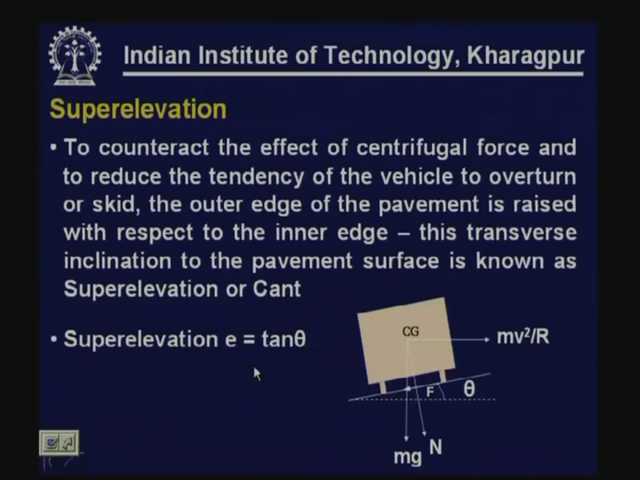 Indian Institute of Technology, Kharagpur
Superelevation
• To counteract the effect of centrifugal force and
to reduce the tendency of the vehicle to overturn
or skid, the outer edge of the pavement is raised
with respect to the inner edge – this transverse
inclination to the pavement surface is known as
Superelevation or Cant
• Superelevation e = tanθ
CG
mv²/R
F
θ
N
mg